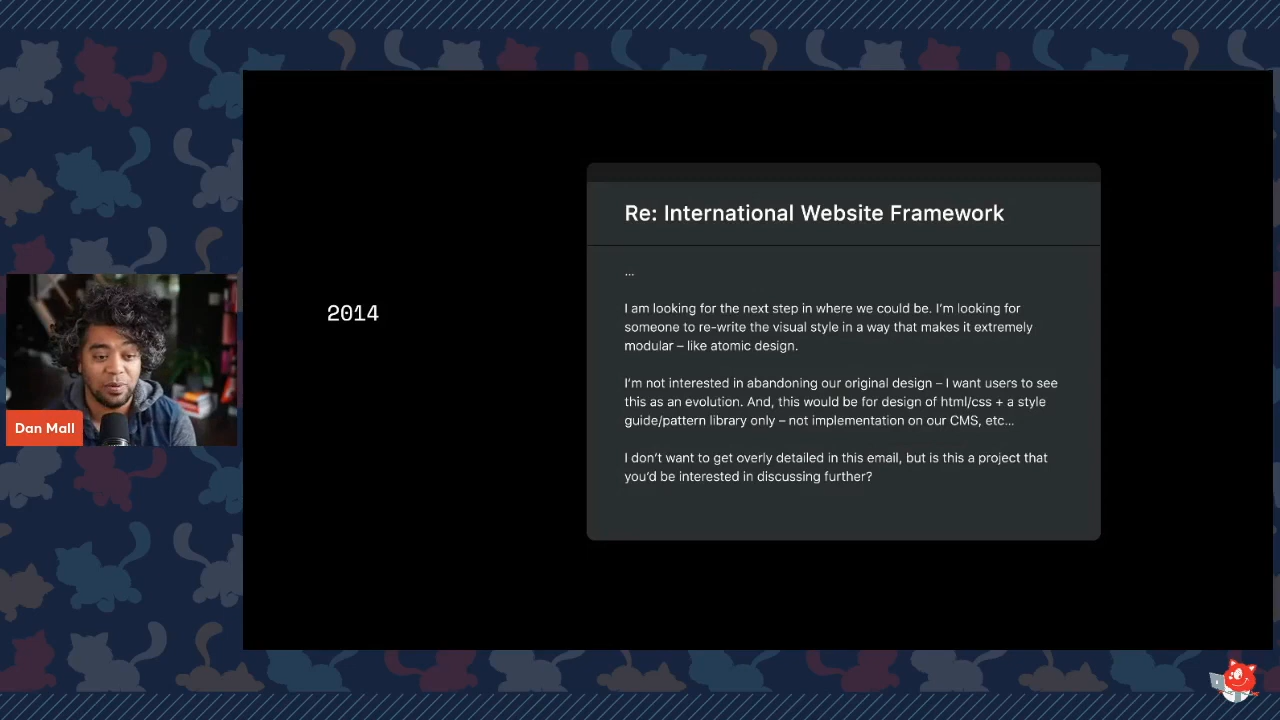 2014
Re: International Website Framework
...
I am looking for the next step in where we could be. I'm looking for
someone to re-write the visual style in a way that makes it extremely
modular – like atomic design.
I'm not interested in abandoning our original design – I want users to see
this as an evolution. And, this would be for design of html/css + a style
guide/pattern library only – not implementation on our CMS, etc...
I don't want to get overly detailed in this email, but is this a project that
you'd be interested in discussing further?
Dan Mall